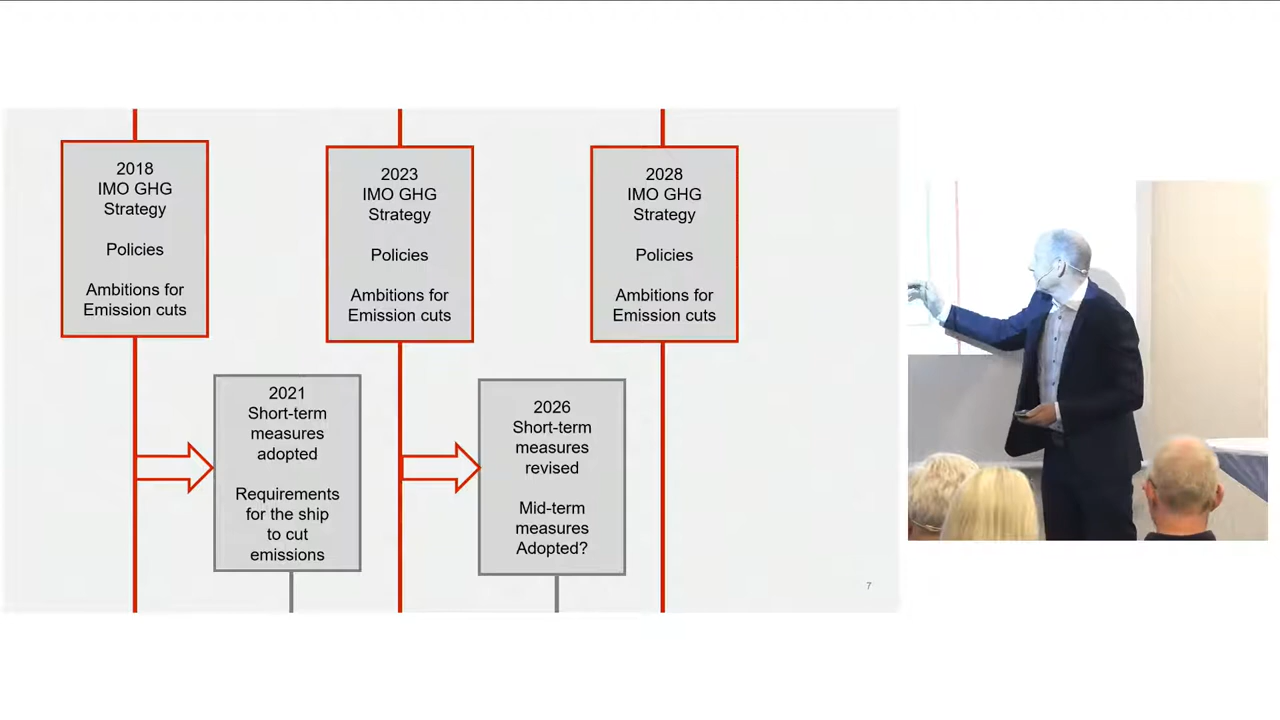 2018
IMO GHG
Strategy
Policies
Ambitions for
Emission cuts
2023
IMO GHG
Strategy
Policies
Ambitions for
Emission cuts
2028
IMO GHG
Strategy
Policies
Ambitions for
Emission cuts
2021
Short-term
measures
adopted
Requirements
for the ship
to cut
emissions
2026
Short-term
measures
revised
Mid-term
measures
Adopted?
7